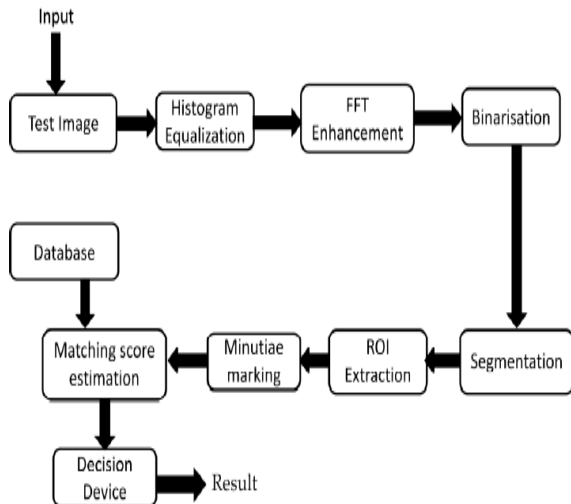 Input
Test Image
Histogram
Equalization
FFT
Enhancement
Binarisation
Database
Matching score
estimation
Minutiae
marking
ROI
Extraction
Segmentation
Decision
Device
Result